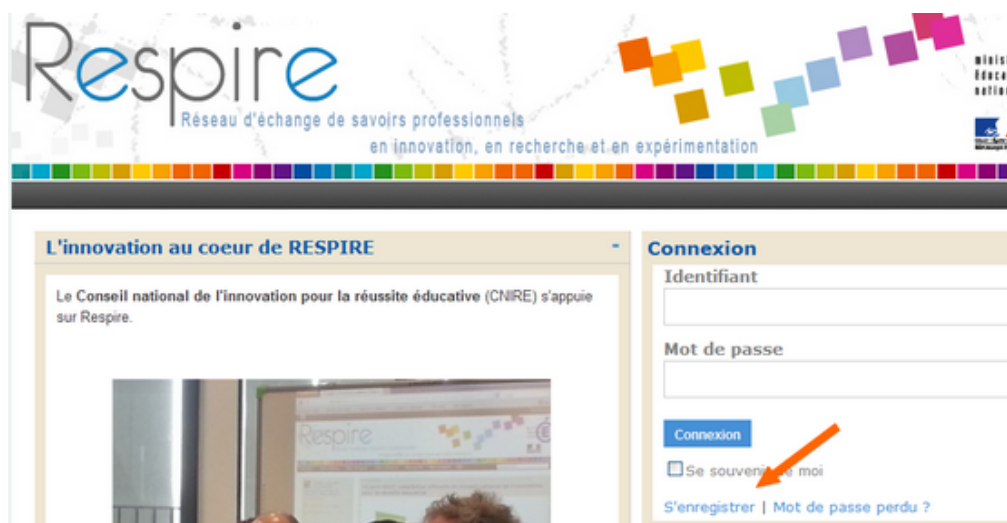 Respire
Réseau d'échange de savoirs professionnels
en innovation, en recherche et en expérimentation
L'innovation au coeur de RESPIRE -
Le Conseil national de l'innovation pour la réussite éducative (CNIRE) s'appuie
sur Respire.
Respire
Connexion
Identifiant
Mot de passe
Connexion
Se souvenir de moi
S'enregistrer | Mot de passe perdu ?